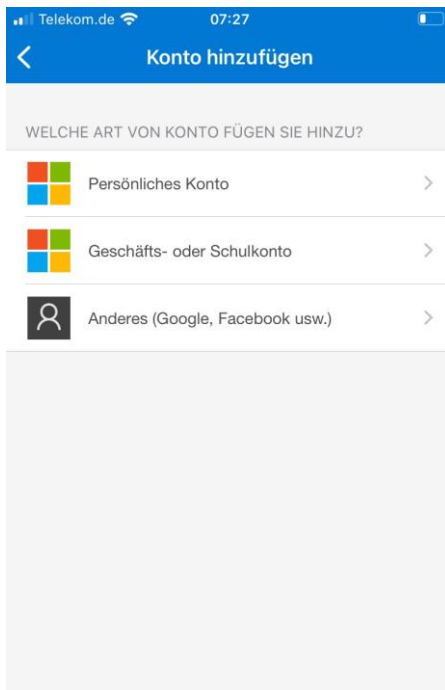 Telekom.de 07:27
Konto hinzufügen
WELCHE ART VON KONTO FÜGEN SIE HINZU?
Persönliches Konto
Geschäfts- oder Schulkonto
Anderes (Google, Facebook usw.)